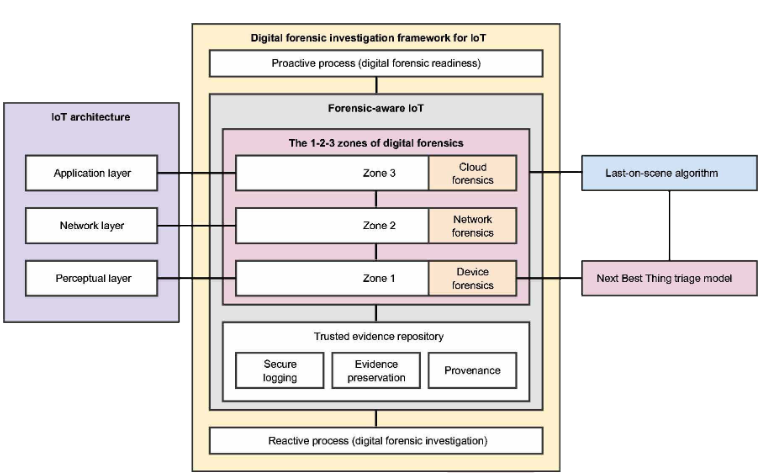 Digital forensic investigation framework for IoT
Proactive process (digital forensic readiness)
Forensic-aware IoT
IoT architecture
The 1-2-3 zones of digital forensics
Application layer
Zone 3
Cloud
forensics
Last-on-scene algorithm
Network layer
Zone 2
Network
forensics
Perceptual layer
Zone 1
Device
forensics
Next Best Thing triage model
Trusted evidence repository
Secure
logging
Evidence
preservation
Provenance
Reactive process (digital forensic investigation)